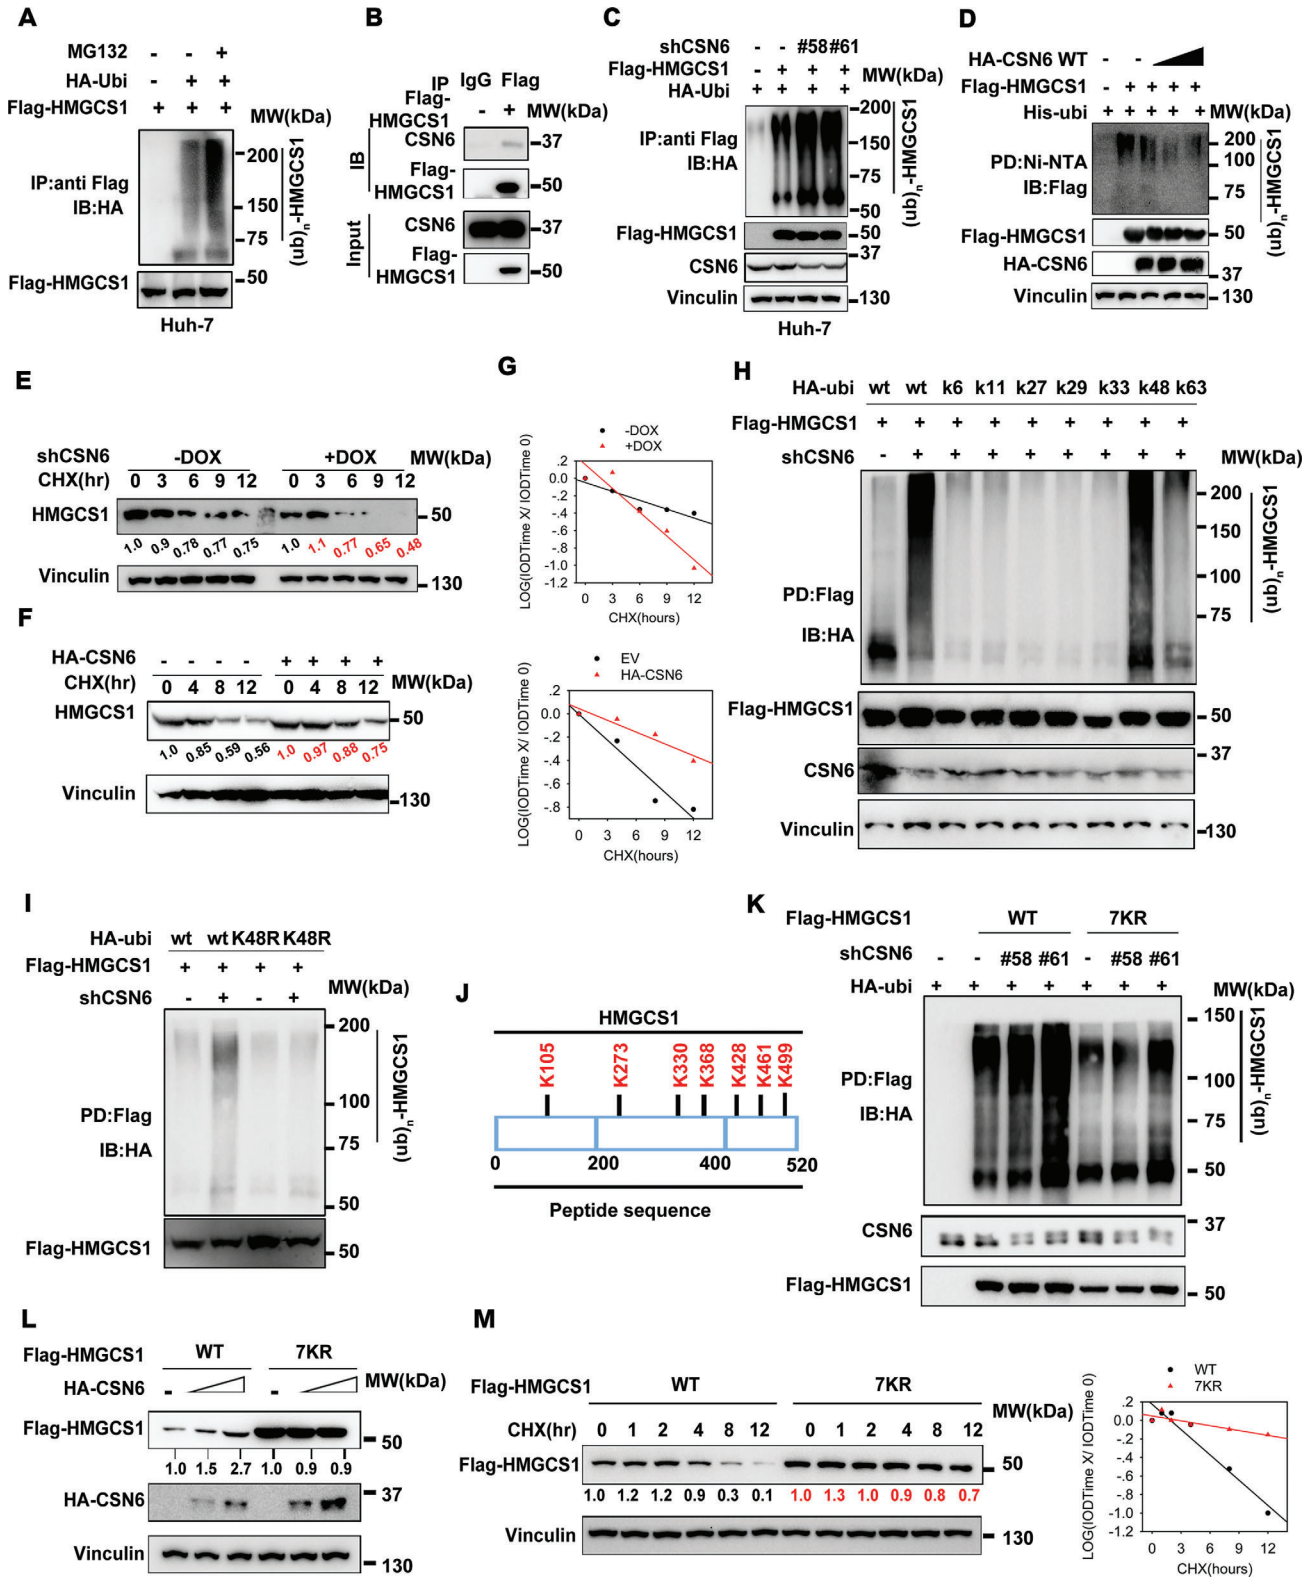 A
MG132 - - +
HA-Ubi - + +
Flag-HMGCS1 + + +
MW(kDa)
IP:anti Flag
IB:HA
200
150
75
50
(ub)n-HMGCS1
Flag-HMGCS1
Huh-7
B
IP IgG Flag
Flag-HMGCS1 - +
MW(kDa)
IB
CSN6
37
Flag-HMGCS1
50
Input
CSN6
37
Flag-HMGCS1
50
C
shCSN6 - - #58 #61
Flag-HMGCS1 - + + +
HA-Ubi + + + +
MW(kDa)
IP:anti Flag
IB:HA
200
150
75
50
(ub)n-HMGCS1
Flag-HMGCS1
50
37
CSN6
Vinculin
130
Huh-7
D
HA-CSN6 WT - -
Flag-HMGCS1 - + + + +
His-ubi + + + + +
MW(kDa)
PD:Ni-NTA
IB:Flag
200
100
75
(ub)n-HMGCS1
Flag-HMGCS1
50
HA-CSN6
37
Vinculin
130
E
shCSN6 -DOX +DOX MW(kDa)
CHX(hr) 0 3 6 9 12 0 3 6 9 12
HMGCS1
50
1.0 0.9 0.78 0.77 0.75 1.0 1.1 0.77 0.65 0.48
Vinculin
130
F
HA-CSN6 - - - - + + + +
CHX(hr) 0 4 8 12 0 4 8 12 MW(kDa)
HMGCS1
50
1.0 0.85 0.59 0.56 1.0 0.97 0.88 0.75
Vinculin
130
G
-DOX
+DOX
LOG(IODTime X/ IODTime 0)
.2
0.0
-.2
-.4
-.6
-.8
-1.0
-1.2
0 3 6 9 12
CHX(hours)
EV
HA-CSN6
LOG(IODTime X/ IODTime 0)
.2
0.0
-.2
-.4
-.6
-.8
0 3 6 9 12
CHX(hours)
H
HA-ubi wt wt k6 k11 k27 k29 k33 k48 k63
Flag-HMGCS1 + + + + + + + + +
shCSN6 - + + + + + + + +
MW(kDa)
PD:Flag
IB:HA
200
150
100
75
(ub)n-HMGCS1
Flag-HMGCS1
50
37
CSN6
Vinculin
130
I
HA-ubi wt wt K48R K48R
Flag-HMGCS1 + + + +
shCSN6 - + - +
MW(kDa)
PD:Flag
IB:HA
200
100
75
50
(ub)n-HMGCS1
Flag-HMGCS1
50
J
HMGCS1
K105 K273 K330 K368 K428 K461 K499
0 200 400 520
Peptide sequence
K
Flag-HMGCS1 WT 7KR
shCSN6 - - #58 #61 - #58 #61
HA-ubi + + + + + + +
MW(kDa)
PD:Flag
IB:HA
150
100
75
50
(ub)n-HMGCS1
CSN6
37
Flag-HMGCS1
50
L
Flag-HMGCS1 WT 7KR
HA-CSN6 - -
MW(kDa)
Flag-HMGCS1
50
1.0 1.5 2.7 1.0 0.9 0.9
HA-CSN6
37
Vinculin
130
M
Flag-HMGCS1 WT 7KR
CHX(hr) 0 1 2 4 8 12 0 1 2 4 8 12
MW(kDa)
Flag-HMGCS1
50
1.0 1.2 1.2 0.9 0.3 0.1 1.0 1.3 1.0 0.9 0.8 0.7
Vinculin
130
WT
7KR
LOG(IODTime X/ IODTime 0)
.2
0.0
-.2
-.4
-.6
-.8
-1.0
-1.2
0 3 6 9 12
CHX(hours)